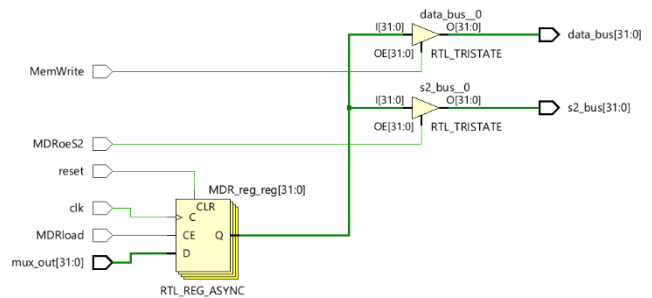 data_bus__0
I[31:0] O[31:0] data_bus[31:0]
OE[31:0] RTL_TRISTATE
MemWrite
s2_bus__0
I[31:0] O[31:0] s2_bus[31:0]
OE[31:0] RTL_TRISTATE
MDRoeS2
reset
MDR_reg_reg[31:0]
CLR
clk C
MDRload CE Q
mux_out[31:0] D
RTL_REG_ASYNC